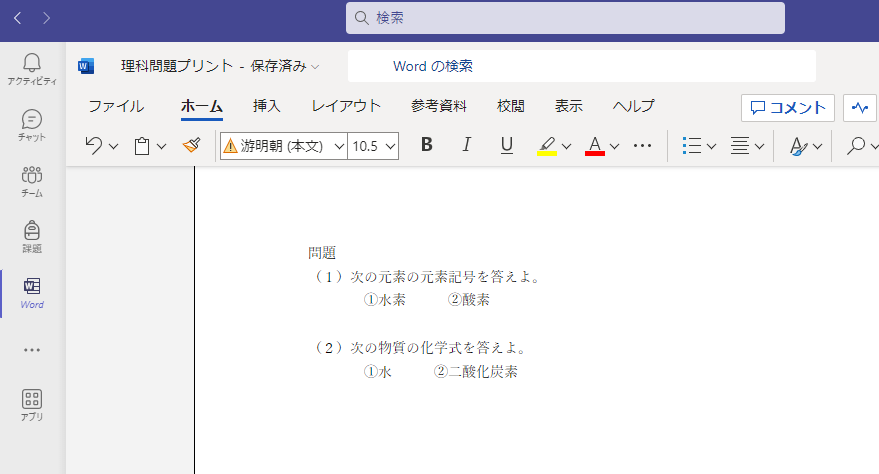 検索
理科問題プリント - 保存済み
Word の検索
アクティビティ
チャット
チーム
課題
Word
アプリ
ファイル ホーム 挿入 レイアウト 参考資料 校閲 表示 ヘルプ
コメント
游明朝 (本文) 10.5 B I U A
問題
（１）次の元素の元素記号を答えよ。
①水素 ②酸素
（２）次の物質の化学式を答えよ。
①水 ②二酸化炭素